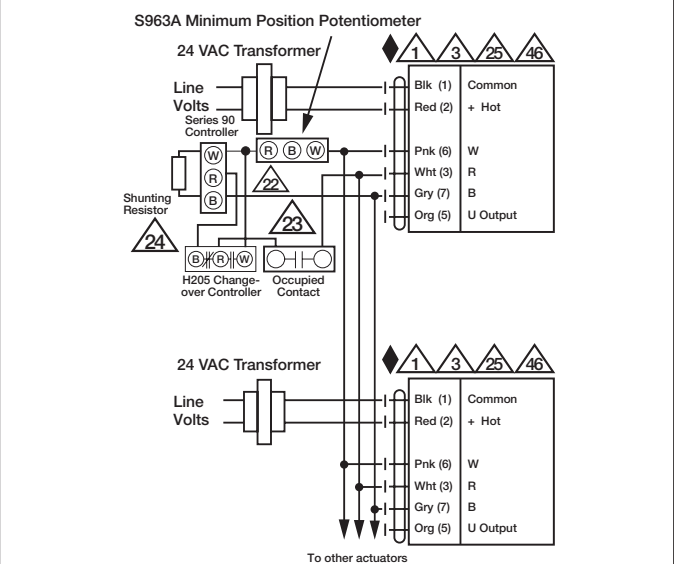 S963A Minimum Position Potentiometer
24 VAC Transformer
1 3 25 46
Line
Volts
Blk (1) Common
Red (2) + Hot
Series 90
Controller
W
R
B
R B W
Pnk (6) W
Wht (3) R
Gry (7) B
Org (5) U Output
22
Shunting
Resistor
23
24
B R W
H205 Change-
over Controller
Occupied
Contact
24 VAC Transformer
1 3 25 46
Line
Volts
Blk (1) Common
Red (2) + Hot
Pnk (6) W
Wht (3) R
Gry (7) B
Org (5) U Output
To other actuators